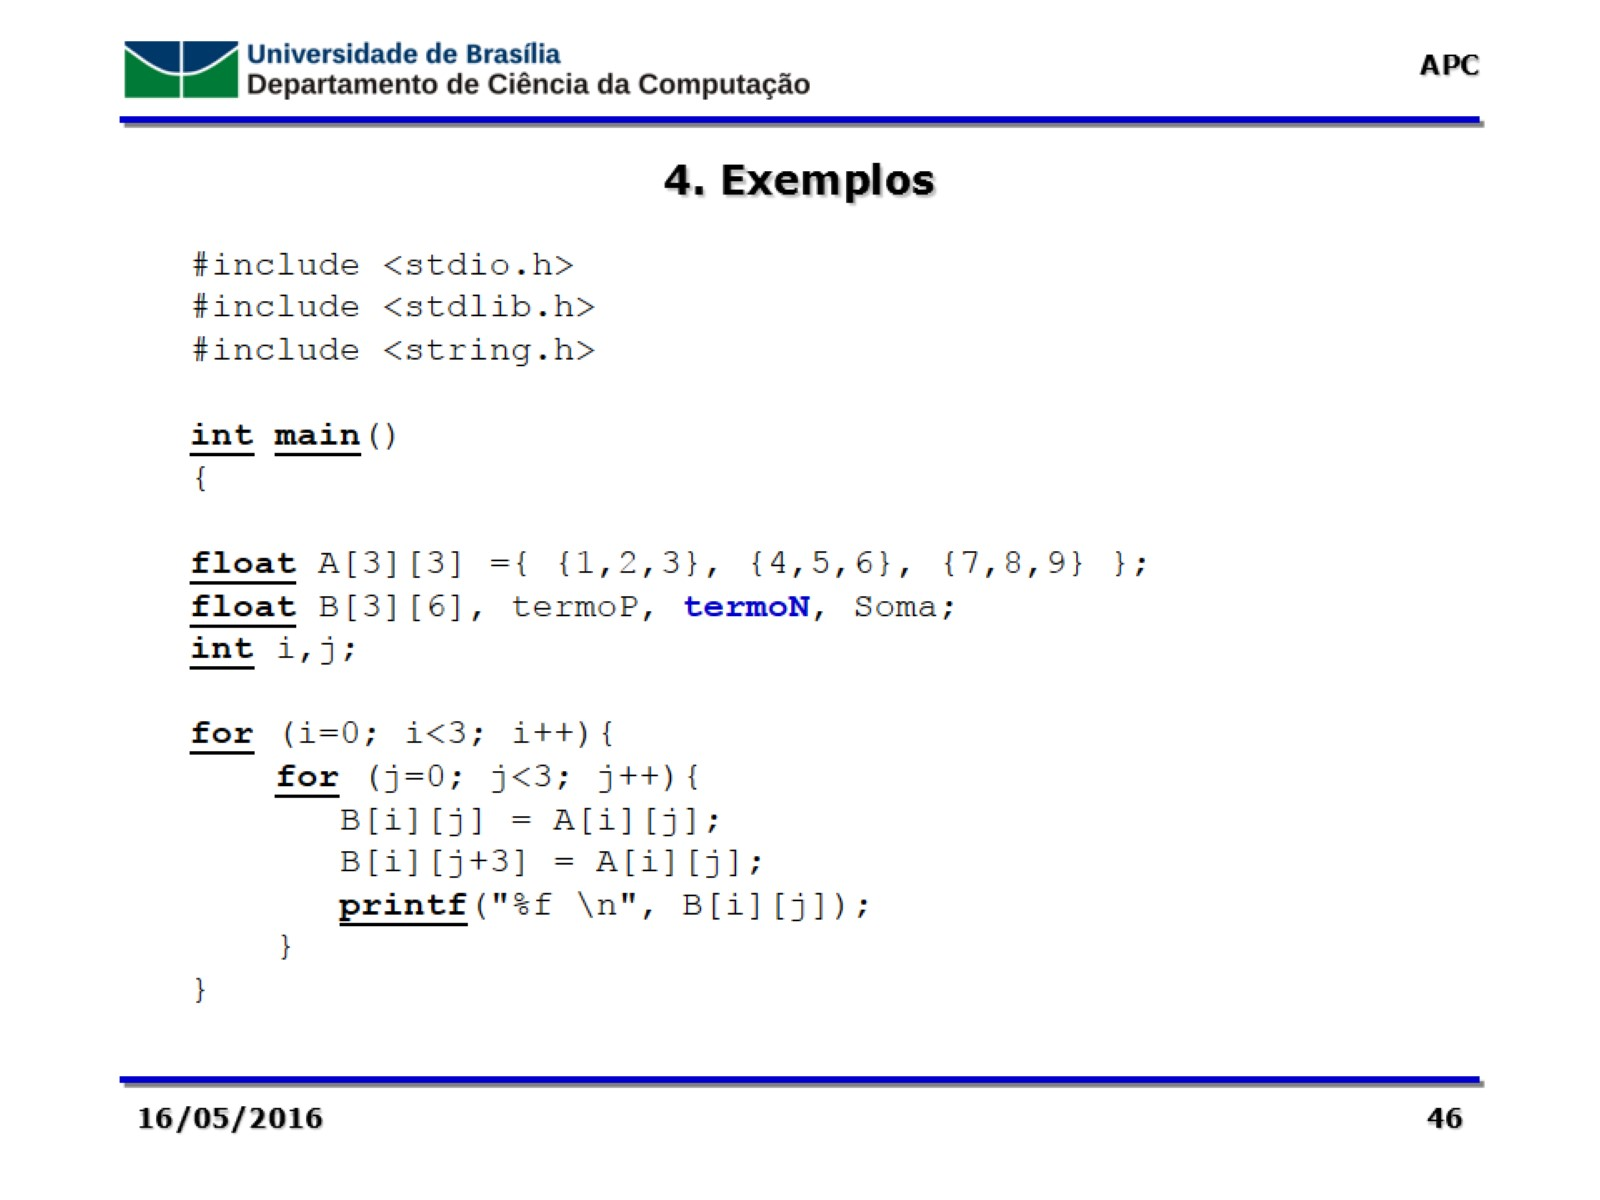 Universidade de Brasília
Departamento de Ciência da Computação
APC
4. Exemplos
#include <stdio.h>
#include <stdlib.h>
#include <string.h>
int main()
{
float A[3][3] ={ {1,2,3}, {4,5,6}, {7,8,9} };
float B[3][6], termoP, termoN, Soma;
int i,j;
for (i=0; i<3; i++){
for (j=0; j<3; j++){
B[i][j] = A[i][j];
B[i][j+3] = A[i][j];
printf("%f \n", B[i][j]);
}
}
16/05/2016
46